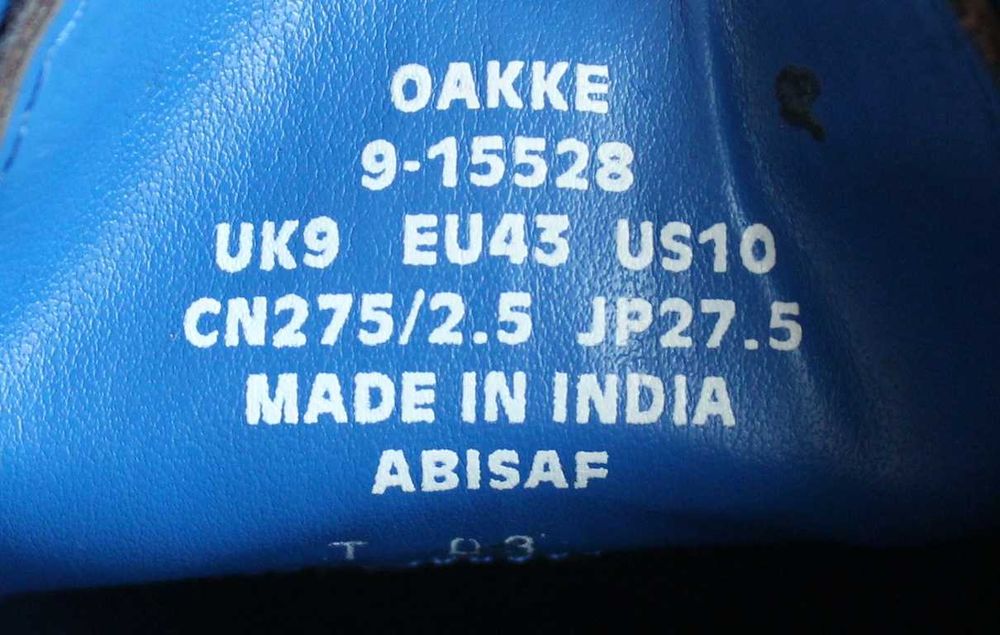 OAKKE
9-15528
UK9 EU43 US10
CN275/2.5 JP27.5
MADE IN INDIA
ABISAF